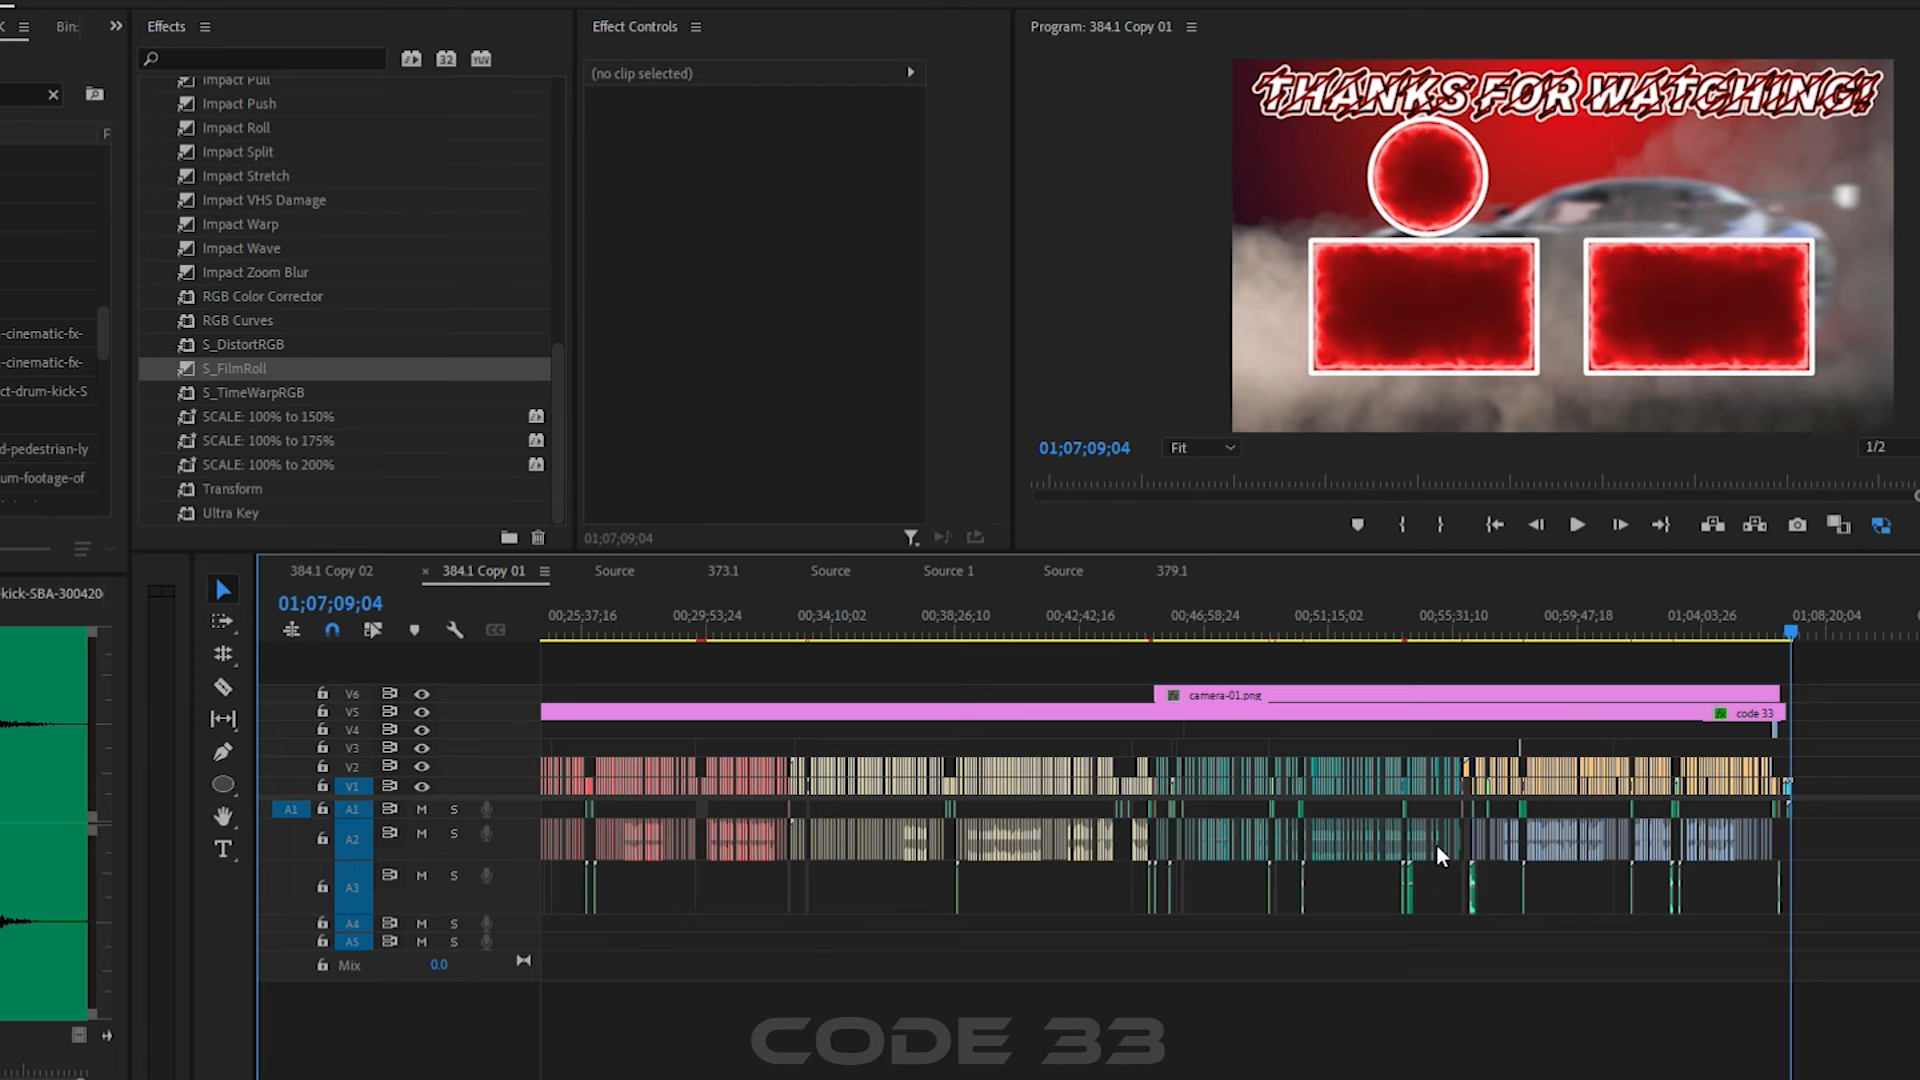 Bin:
Effects
Effect Controls
Program: 384.1 Copy 01
32
YUV
(no clip selected)
Impact Pull
Impact Push
Impact Roll
Impact Split
Impact Stretch
Impact VHS Damage
Impact Warp
Impact Wave
Impact Zoom Blur
RGB Color Corrector
RGB Curves
S_DistortRGB
S_FilmRoll
S_TimeWarpRGB
SCALE: 100% to 150%
SCALE: 100% to 175%
SCALE: 100% to 200%
Transform
Ultra Key
F
-cinematic-fx-
-cinematic-fx-
ct-drum-kick-S
d-pedestrian-ly
um-footage-of
THANKS FOR WATCHING!
01;07;09;04
Fit
1/2
01;07;09;04
kick-SBA-300420
384.1 Copy 02
× 384.1 Copy 01
Source
373.1
Source
Source 1
Source
379.1
01;07;09;04
00;25;37;16
00;29;53;24
00;34;10;02
00;38;26;10
00;42;42;16
00;46;58;24
00;51;15;02
00;55;31;10
00;59;47;18
01;04;03;26
01;08;20;04
CC
V6
camera-01.png
V5
fx code 33
V4
V3
V2
V1
A1 A1 M S
A2 M S
A3 M S
A4 M S
A5 M S
Mix 0.0
T
CODE 33